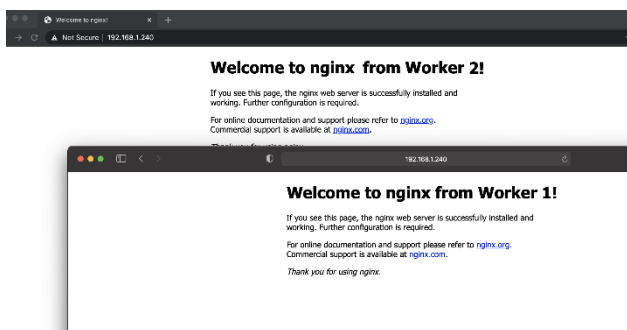 Welcome to nginx!
Not Secure | 192.168.1.240
Welcome to nginx from Worker 2!
If you see this page, the nginx web server is successfully installed and
working. Further configuration is required.
For online documentation and support please refer to nginx.org.
Commercial support is available at nginx.com.
192.168.1.240
Welcome to nginx from Worker 1!
If you see this page, the nginx web server is successfully installed and
working. Further configuration is required.
For online documentation and support please refer to nginx.org.
Commercial support is available at nginx.com.
Thank you for using nginx.